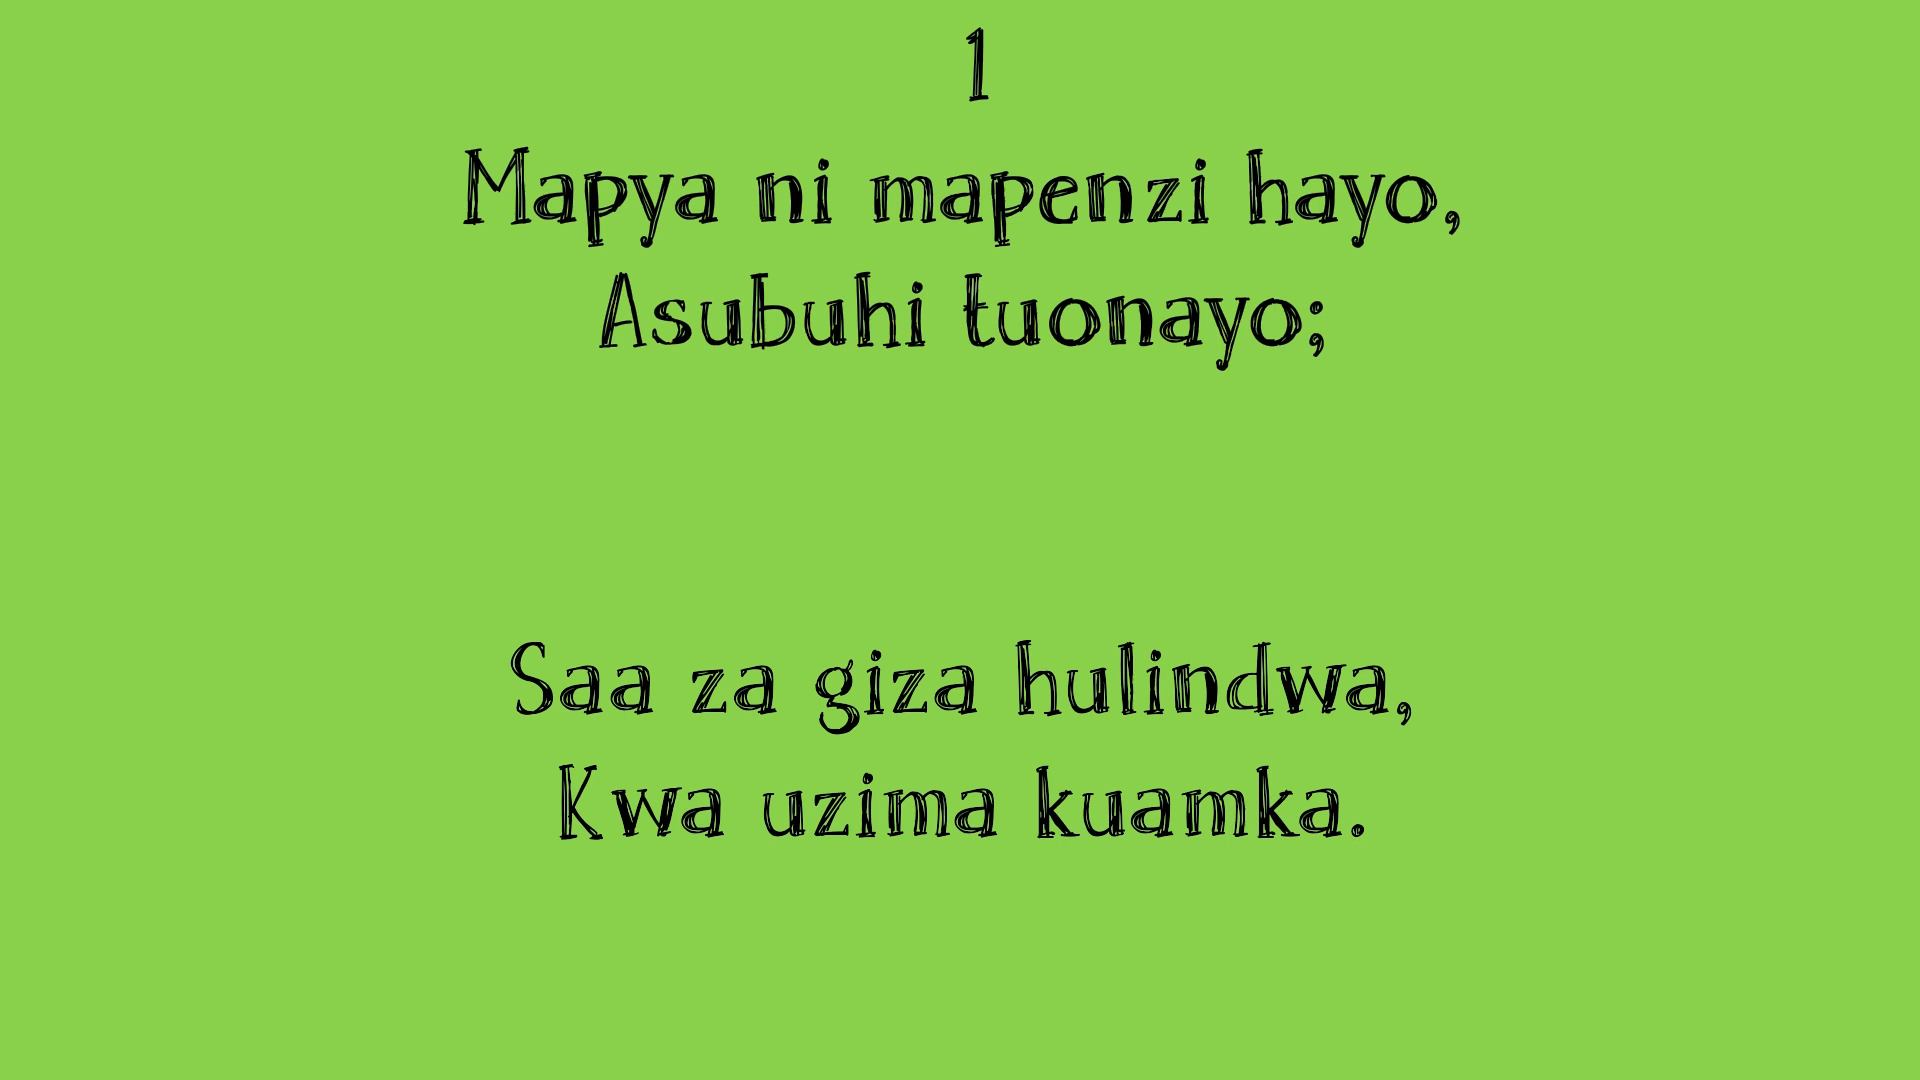 1
Mapya ni mapenzi hayo,
Asubuhi tuonayo;
Saa za giza hulindwa,
Kwa uzima kuamka.